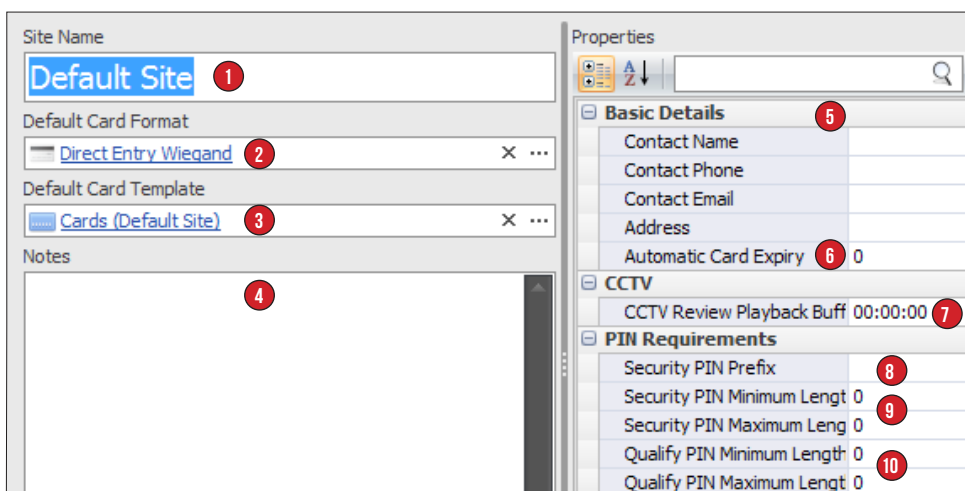 Site Name
Default Site 1
Default Card Format
Direct Entry Wiegand 2
Default Card Template
Cards (Default Site) 3
Notes
4
Properties
Basic Details 5
Contact Name
Contact Phone
Contact Email
Address
Automatic Card Expiry 6 0
CCTV
CCTV Review Playback Buff 00:00:00 7
PIN Requirements
Security PIN Prefix 8
Security PIN Minimum Lengt 0
9
Security PIN Maximum Leng 0
Qualify PIN Minimum Length 0
10
Qualify PIN Maximum Lengt 0